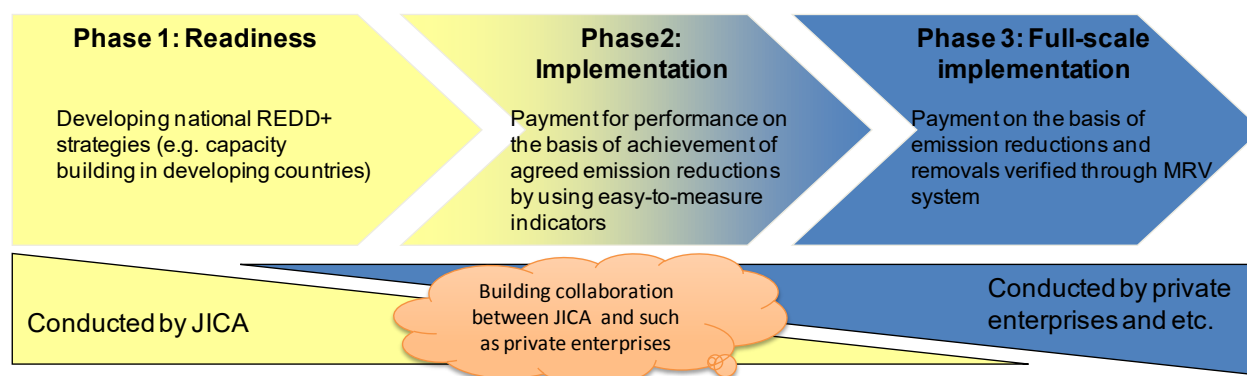 Phase 1: Readiness
Developing national REDD+
strategies (e.g. capacity
building in developing countries)
Phase2:
Implementation
Payment for performance on
the basis of achievement of
agreed emission reductions
by using easy-to-measure
indicators
Phase 3: Full-scale
implementation
Payment on the basis of
emission reductions and
removals verified through MRV
system
Conducted by JICA
Building collaboration
between JICA and such
as private enterprises
Conducted by private
enterprises and etc.